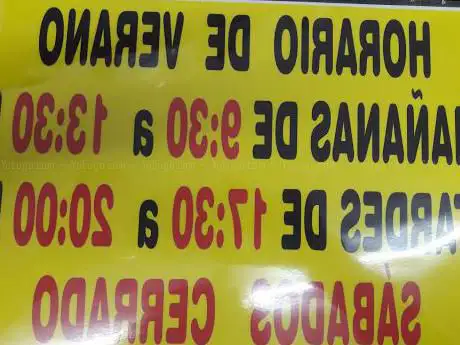 HORARIO DE VERANO
MAÑANAS DE 9:30 a 13:30
TARDES DE 17:30 a 20:00
SÁBADOS CERRADO